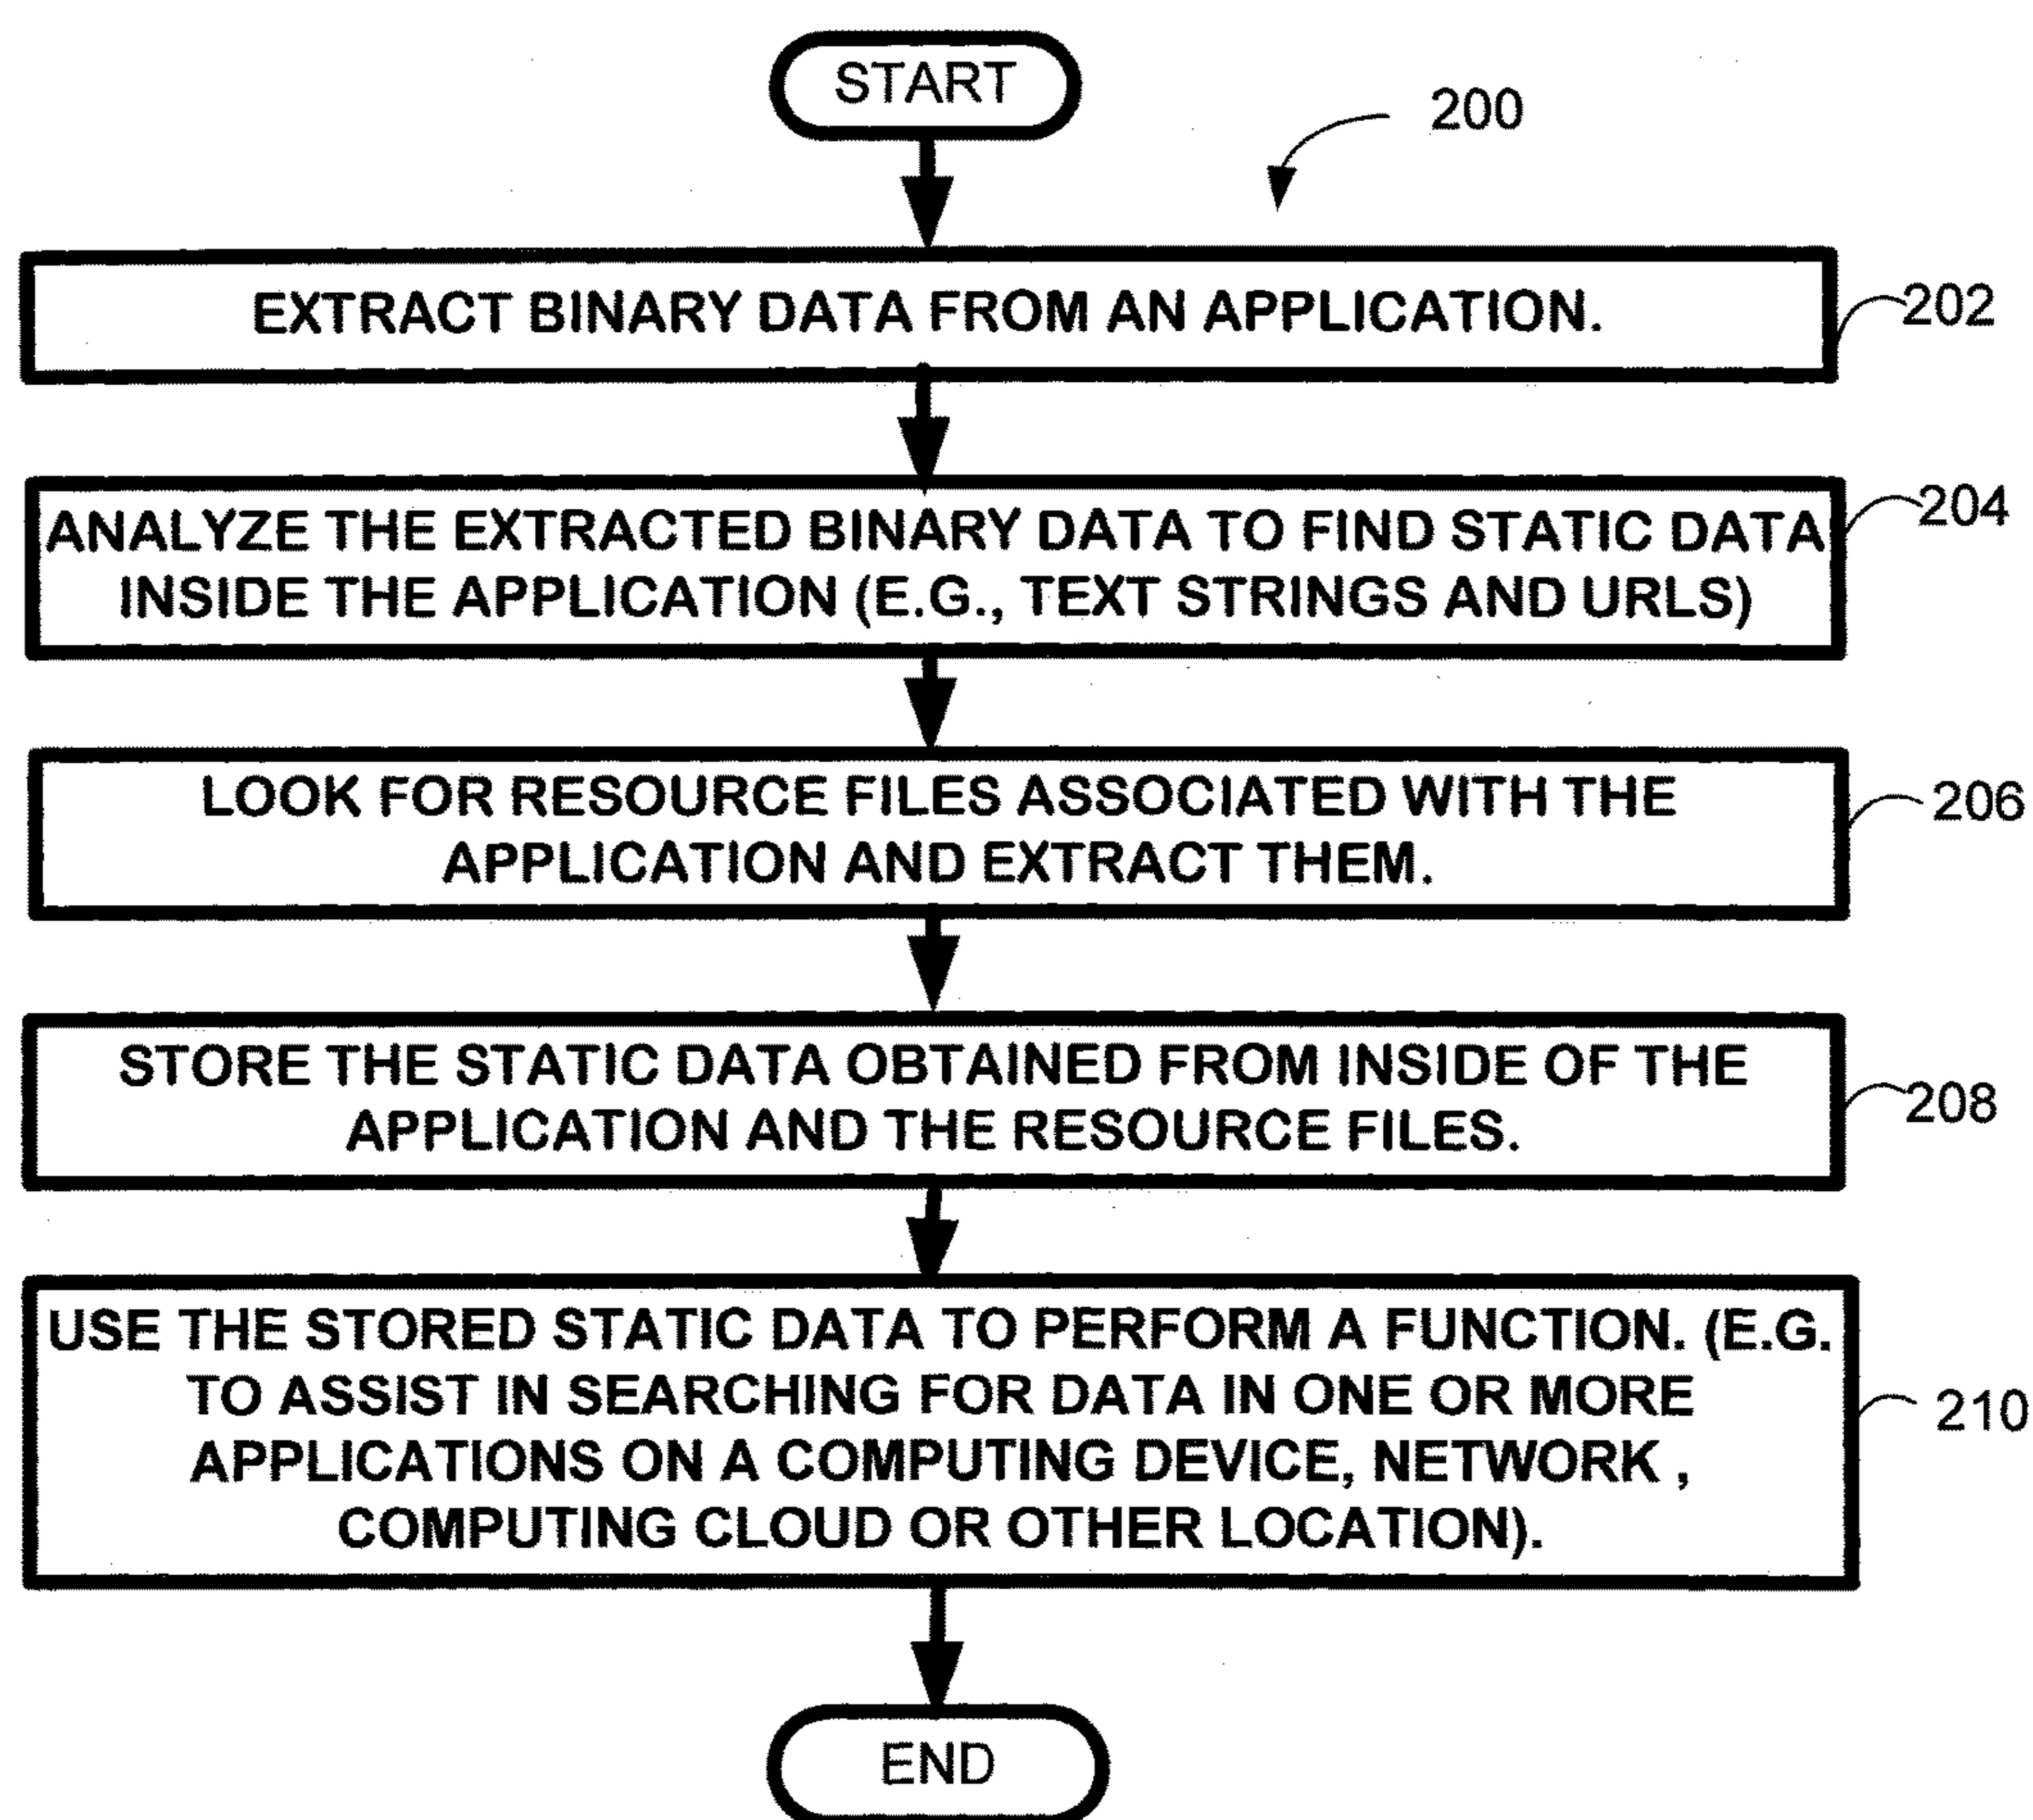 START
200
EXTRACT BINARY DATA FROM AN APPLICATION.
202
ANALYZE THE EXTRACTED BINARY DATA TO FIND STATIC DATA
INSIDE THE APPLICATION (E.G., TEXT STRINGS AND URLS)
204
LOOK FOR RESOURCE FILES ASSOCIATED WITH THE
APPLICATION AND EXTRACT THEM.
206
STORE THE STATIC DATA OBTAINED FROM INSIDE OF THE
APPLICATION AND THE RESOURCE FILES.
208
USE THE STORED STATIC DATA TO PERFORM A FUNCTION. (E.G.
TO ASSIST IN SEARCHING FOR DATA IN ONE OR MORE
APPLICATIONS ON A COMPUTING DEVICE, NETWORK ,
COMPUTING CLOUD OR OTHER LOCATION).
210
END